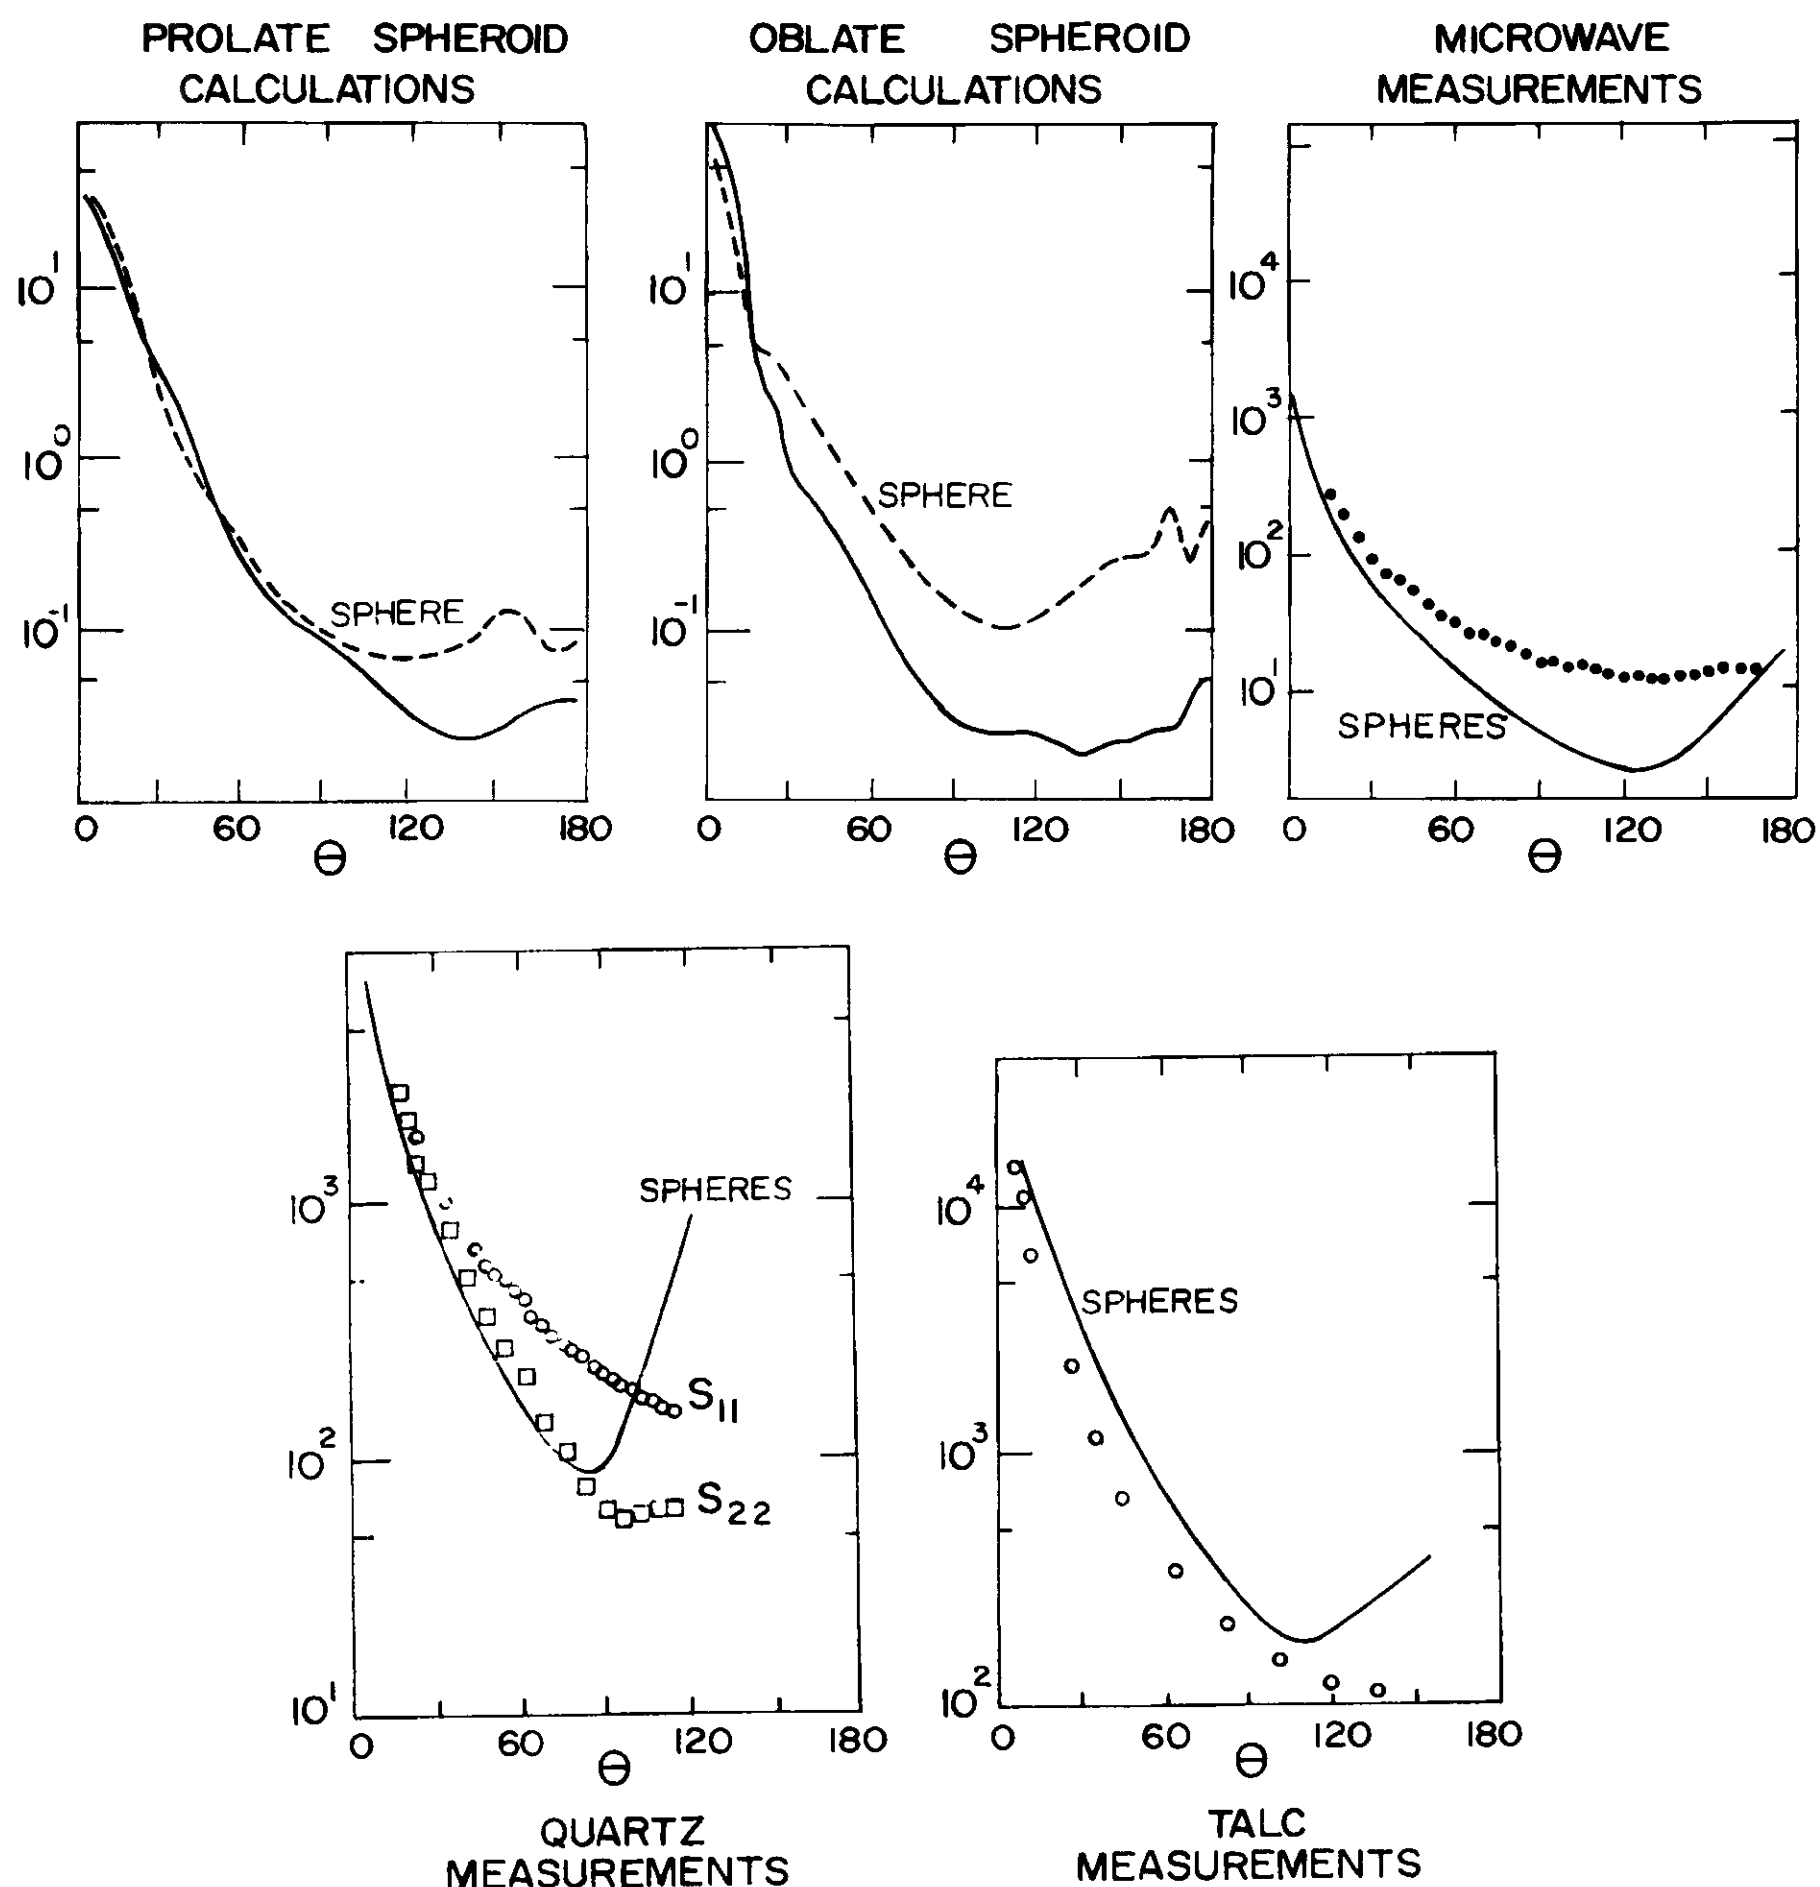 PROLATE SPHEROID
CALCULATIONS
OBLATE SPHEROID
CALCULATIONS
MICROWAVE
MEASUREMENTS
10^1
10^0
10^-1
SPHERE
0 60 120 180
θ
10^1
10^0
10^-1
SPHERE
0 60 120 180
θ
10^4
10^3
10^2
10^1
SPHERES
0 60 120 180
θ
10^3
10^2
10^1
SPHERES
S_11
S_22
0 60 120 180
θ
QUARTZ
MEASUREMENTS
10^4
10^3
10^2
SPHERES
0 60 120 180
θ
TALC
MEASUREMENTS